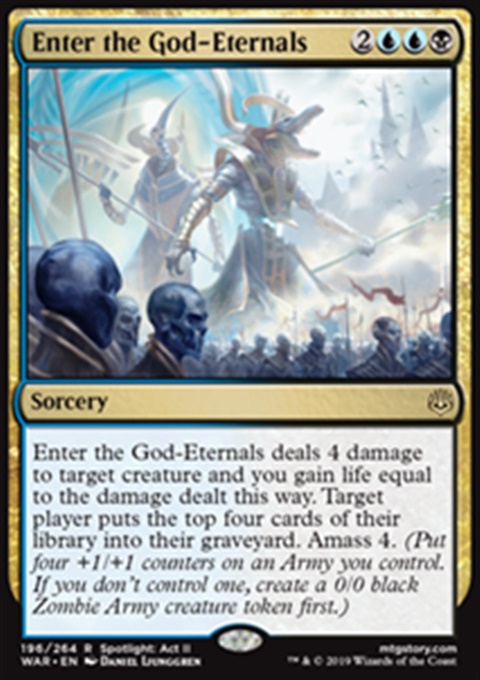 Enter the God-Eternals 2
Sorcery
Enter the God-Eternals deals 4 damage
to target creature and you gain life equal
to the damage dealt this way. Target
player puts the top four cards of their
library into their graveyard. Amass 4. (Put
four +1/+1 counters on an Army you control.
If you don't control one, create a 0/0 black
Zombie Army creature token first.)
196/264 R Spotlight: Act II mtgstory.com
WAR • EN Daniel Ljunggren ™ & © 2019 Wizards of the Coast